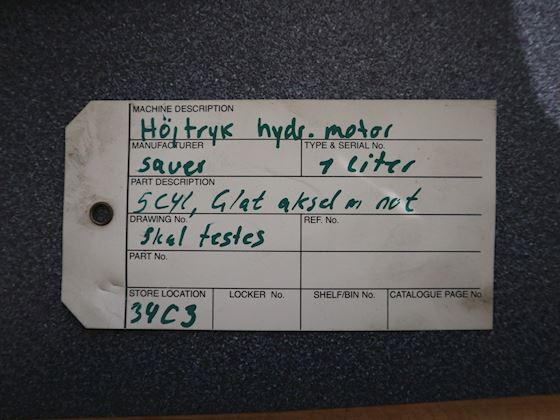 MACHINE DESCRIPTION
Höjtryk hydr. motor
MANUFACTURER TYPE & SERIAL No.
Sauer 1 liter
PART DESCRIPTION
5cyl, Glat aksel m not
DRAWING No. REF. No.
Skal testes
PART No.
STORE LOCATION LOCKER No. SHELF/BIN No. CATALOGUE PAGE No
34C3